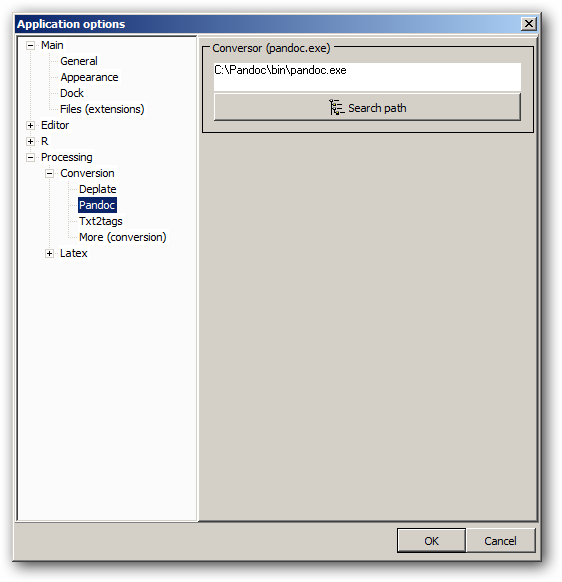 Application options
Main
General
Appearance
Dock
Files (extensions)
Editor
R
Processing
Conversion
Deplate
Pandoc
Txt2tags
More (conversion)
Latex
Conversor (pandoc.exe)
C:\Pandoc\bin\pandoc.exe
Search path
OK
Cancel